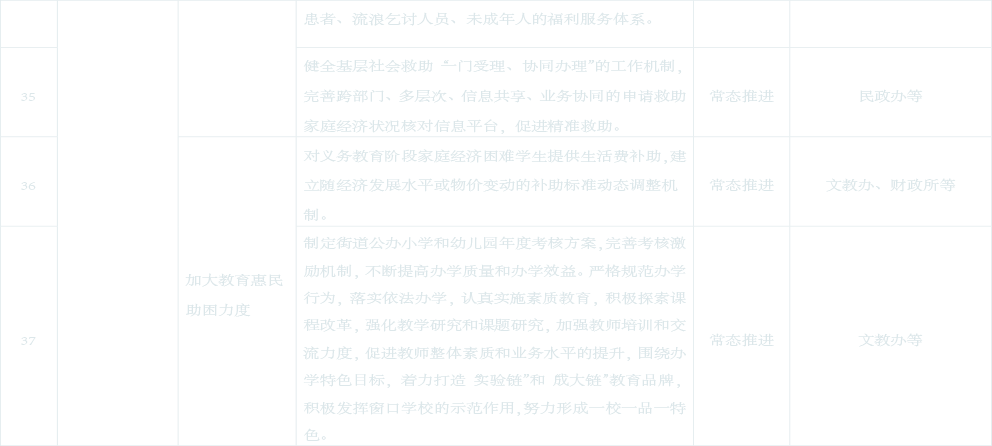 患者、流浪乞讨人员、未成年人的福利服务体系。
35
健全基层社会救助“一门受理、协同办理”的工作机制,
完善跨部门、多层次、信息共享、业务协同的申请救助
家庭经济状况核对信息平台，促进精准救助。
常态推进
民政办等
36
加大教育惠民
助困力度
对义务教育阶段家庭经济困难学生提供生活费补助,建
立随经济发展水平或物价变动的补助标准动态调整机
制。
常态推进
文教办、财政所等
37
制定街道公办小学和幼儿园年度考核方案,完善考核激
励机制，不断提高办学质量和办学效益。严格规范办学
行为，落实依法办学，认真实施素质教育，积极探索课
程改革，强化教学研究和课题研究，加强教师培训和交
流力度，促进教师整体素质和业务水平的提升，围绕办
学特色目标，着力打造“实验链”和“成大链”教育品牌，
积极发挥窗口学校的示范作用,努力形成一校一品一特
色。
常态推进
文教办等